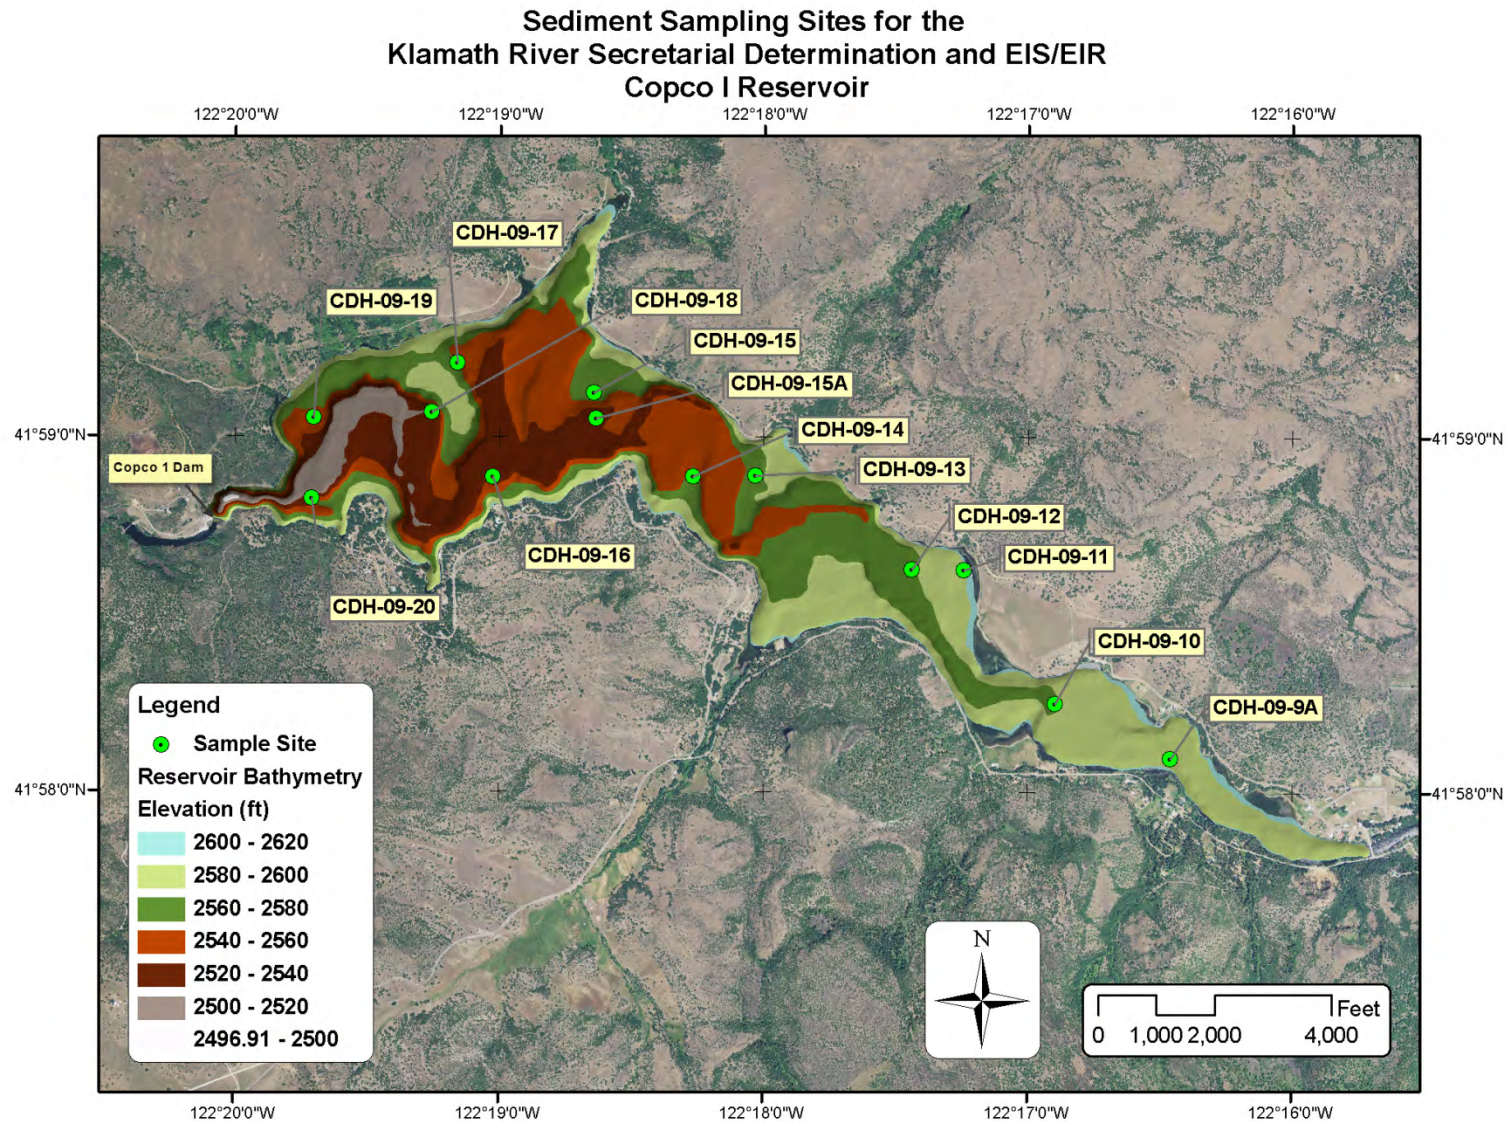 Sediment Sampling Sites for the
Klamath River Secretarial Determination and EIS/EIR
Copco I Reservoir
122°20'0"W 122°19'0"W 122°18'0"W 122°17'0"W 122°16'0"W
CDH-09-17
CDH-09-19
CDH-09-18
CDH-09-15
CDH-09-15A
CDH-09-14
41°59'0"N 41°59'0"N
Copco 1 Dam
CDH-09-13
CDH-09-12
CDH-09-16
CDH-09-11
CDH-09-20
CDH-09-10
CDH-09-9A
41°58'0"N 41°58'0"N
Legend
Sample Site
Reservoir Bathymetry
Elevation (ft)
2600 - 2620
2580 - 2600
2560 - 2580
2540 - 2560
2520 - 2540
2500 - 2520
2496.91 - 2500
N
Feet
0 1,000 2,000 4,000
122°20'0"W 122°19'0"W 122°18'0"W 122°17'0"W 122°16'0"W